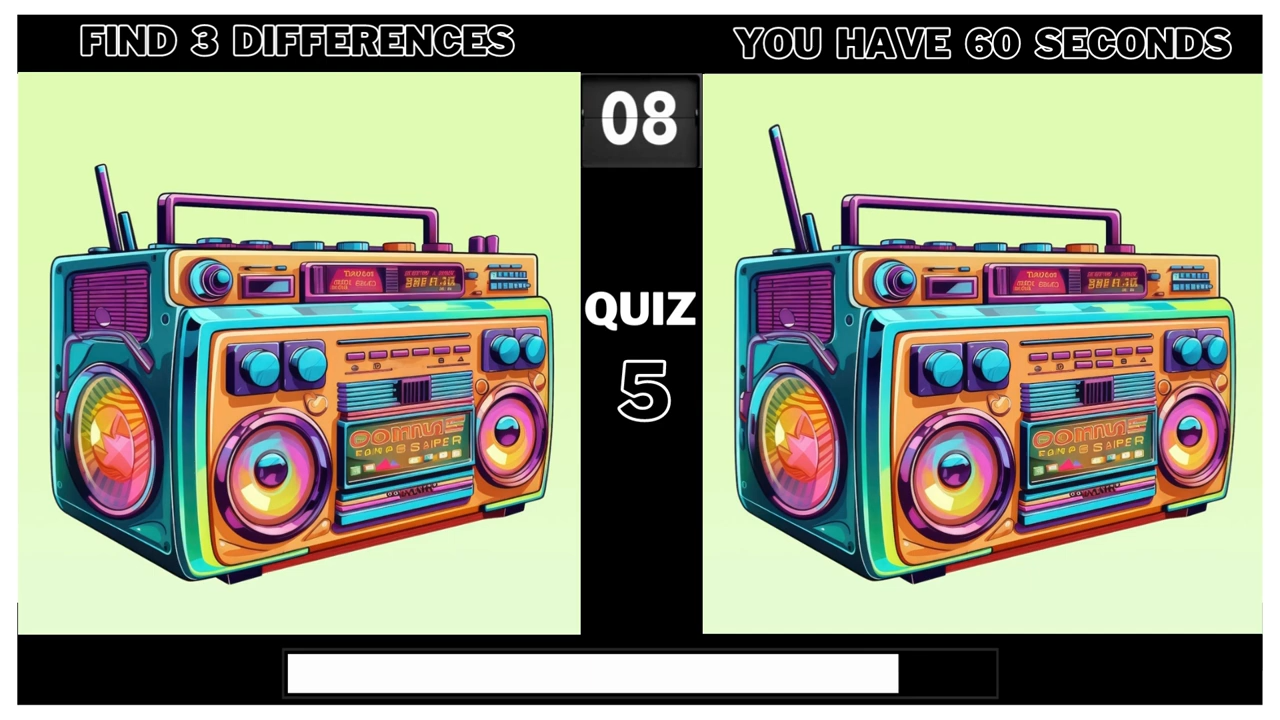 FIND 3 DIFFERENCES
YOU HAVE 60 SECONDS
08
QUIZ
5